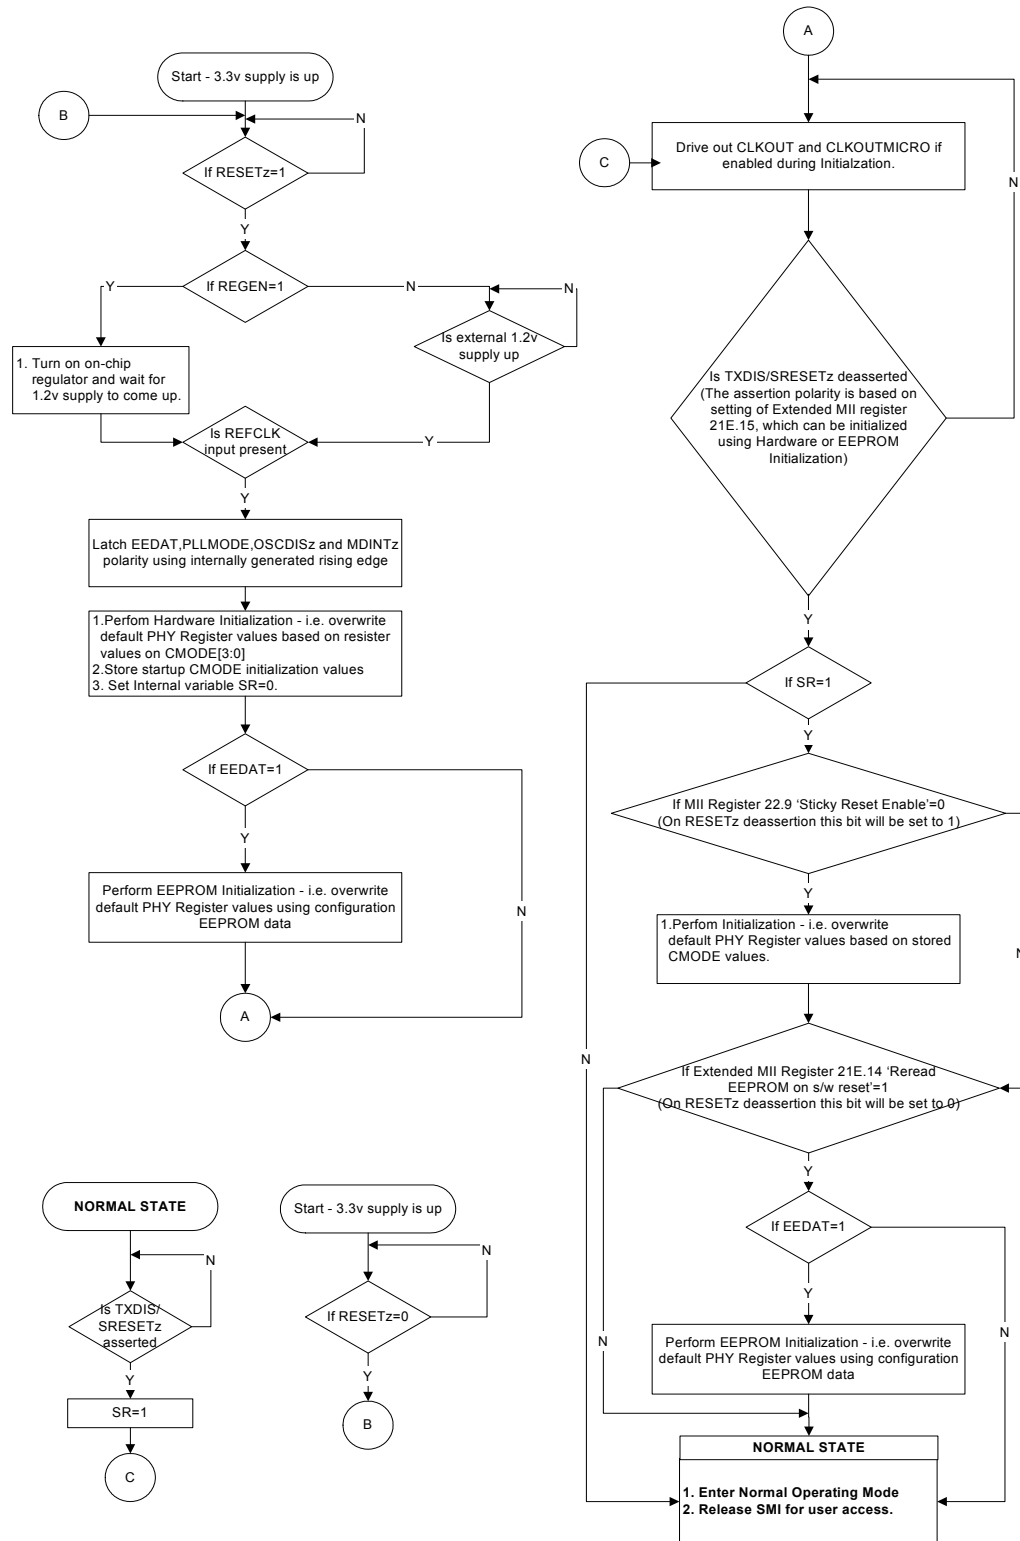 Start - 3.3v supply is up
B
N
If RESETz=1
Y
If REGEN=1
Y
N
N
1. Turn on on-chip
regulator and wait for
1.2v supply to come up.
Is external 1.2v
supply up
Is REFCLK
input present
Y
Y
Latch EEDAT,PLLMODE,OSCDISz and MDINTz
polarity using internally generated rising edge
1.Perfom Hardware Initialization - i.e. overwrite
default PHY Register values based on resister
values on CMODE[3:0]
2.Store startup CMODE initialization values
3. Set Internal variable SR=0.
If EEDAT=1
Y
N
Perform EEPROM Initialization - i.e. overwrite
default PHY Register values using configuration
EEPROM data
A
NORMAL STATE
N
Is TXDIS/
SRESETz
asserted
Y
SR=1
C
Start - 3.3v supply is up
N
If RESETz=0
Y
B
A
C
Drive out CLKOUT and CLKOUTMICRO if
enabled during Initialzation.
N
Is TXDIS/SRESETz deasserted
(The assertion polarity is based on
setting of Extended MII register
21E.15, which can be initialized
using Hardware or EEPROM
Initialization)
Y
If SR=1
Y
N
If MII Register 22.9 ‘Sticky Reset Enable’=0
(On RESETz deassertion this bit will be set to 1)
Y
N
1.Perfom Initialization - i.e. overwrite
default PHY Register values based on stored
CMODE values.
If Extended MII Register 21E.14 ‘Reread
EEPROM on s/w reset’=1
(On RESETz deassertion this bit will be set to 0)
Y
N
If EEDAT=1
Y
N
Perform EEPROM Initialization - i.e. overwrite
default PHY Register values using configuration
EEPROM data
NORMAL STATE
1. Enter Normal Operating Mode
2. Release SMI for user access.